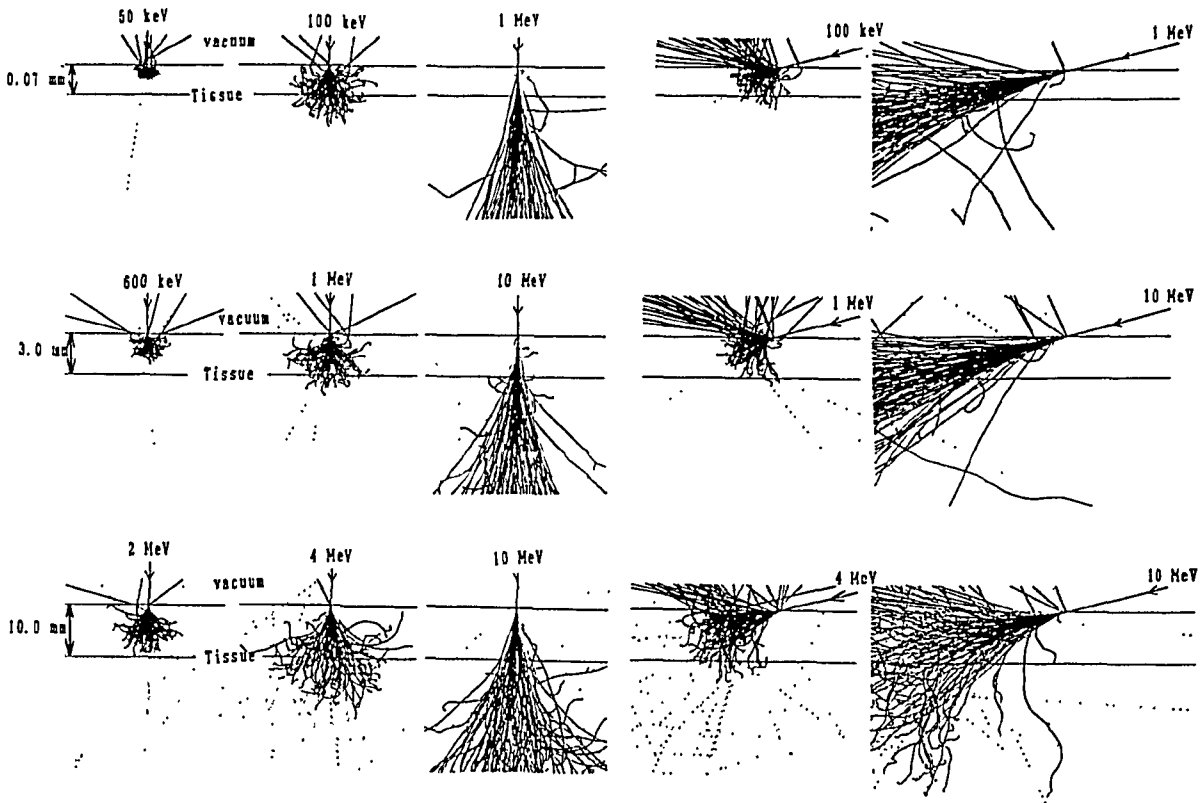 50 keV 100 keV 1 MeV 100 keV 1 MeV
vacuum
0.07 mm
Tissue
600 keV 1 MeV 10 MeV 1 MeV 10 MeV
vacuum
3.0 mm
Tissue
2 MeV 4 MeV 10 MeV 4 MeV 10 MeV
vacuum
10.0 mm
Tissue